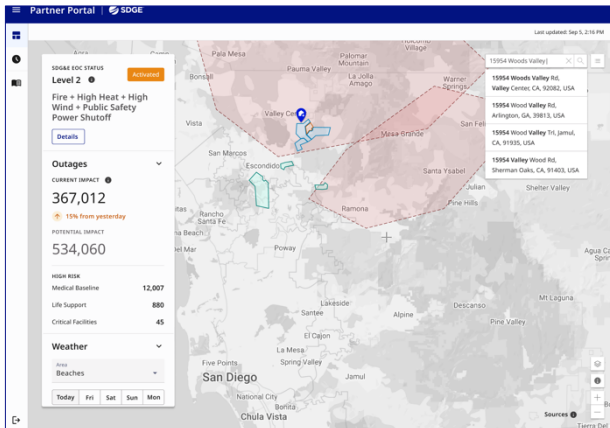 Partner Portal | SDGE
Last updated: Sep 5, 2:16 PM
SDG&E EOC STATUS
Level 2
Activated
Fire + High Heat + High
Wind + Public Safety
Power Shutoff
Details
Outages
CURRENT IMPACT
367,012
15% from yesterday
POTENTIAL IMPACT
534,060
HIGH RISK
Medical Baseline 12,007
Life Support 880
Critical Facilities 45
Weather
Area
Beaches
Today Fri Sat Sun Mon
15954 Woods Valley
15954 Woods Valley Rd,
Valley Center, CA, 92082, USA
15954 Wood Valley Rd,
Arlington, GA, 39813, USA
15954 Wood Valley Trl, Jamul,
CA, 91935, USA
15954 Valley Wood Rd,
Sherman Oaks, CA, 91403, USA
Pala Mesa
Pauma Valley
Palomar
Mountain
Village
La Jolla
Amago
Warner
Springs
Bonsall
Vista
Mesa Grande
San Marcos
Escondido
Santa Ysabel
Julian
Shelter Valley
Pine Hills
Rancho
Santa Fe
Ramona
Poway
Mt Laguna
Lakeside
Santee
Alpine
Descanso
Pine Valley
El Cajon
La Mesa
Five Points
Spring Valley
San Diego
Jamul
National City
Bonita
Chula Vista
Sources